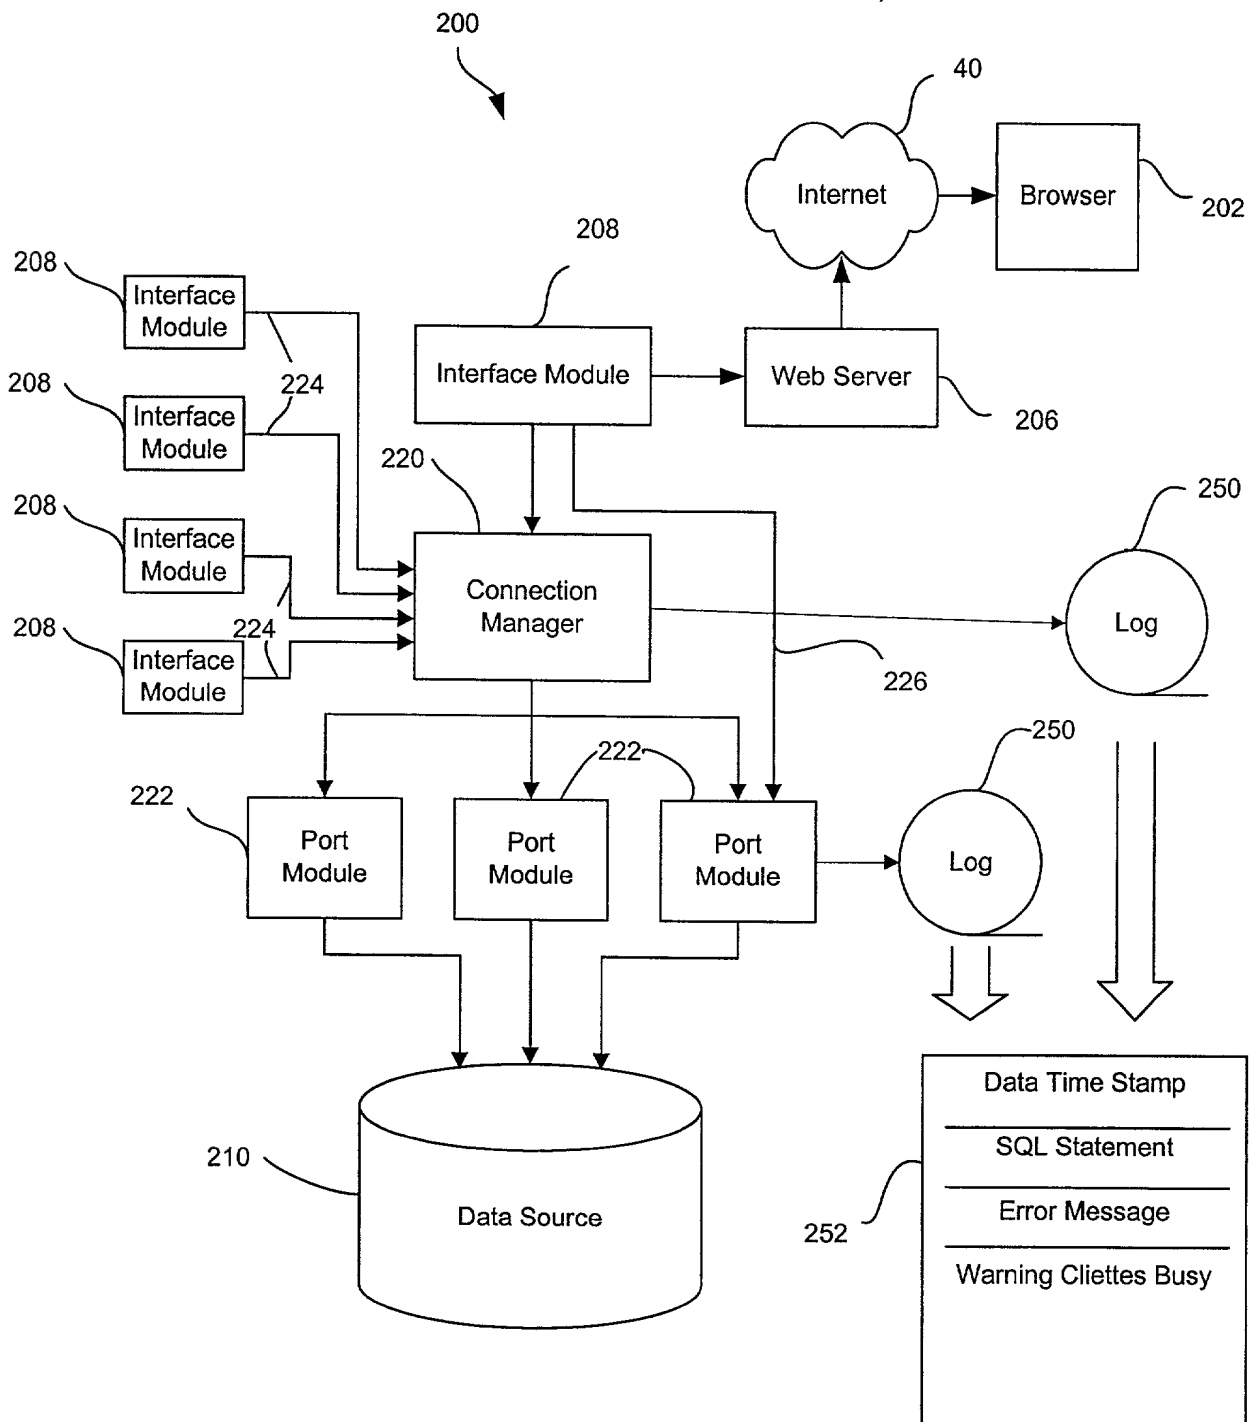 200
40
Internet
Browser
202
208
208
Interface
Module
Interface Module
Web Server
206
208
Interface
Module
224
220
208
Interface
Module
224
208
Interface
Module
Connection
Manager
250
Log
226
222
222
250
Port
Module
Port
Module
Port
Module
Log
210
Data Source
252
Data Time Stamp
SQL Statement
Error Message
Warning Cliettes Busy